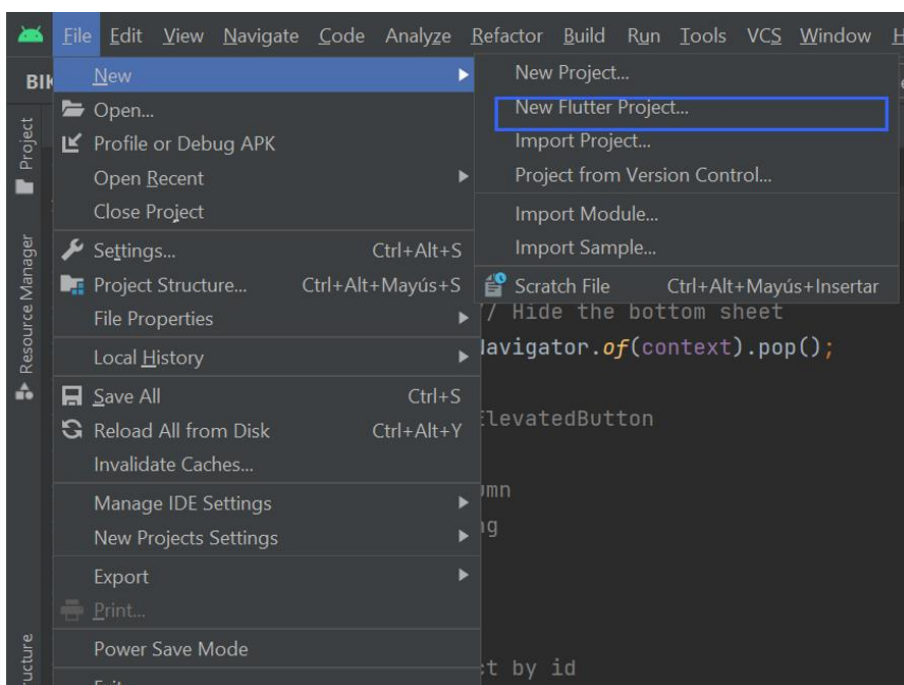 File Edit View Navigate Code Analyze Refactor Build Run Tools VCS Window H
BIK
New
Open...
Profile or Debug APK
Open Recent
Close Project
Settings... Ctrl+Alt+S
Project Structure... Ctrl+Alt+Mayús+S
File Properties
Local History
Save All Ctrl+S
Reload All from Disk Ctrl+Alt+Y
Invalidate Caches...
Manage IDE Settings
New Projects Settings
Export
Print...
Power Save Mode
New Project...
New Flutter Project...
Import Project...
Project from Version Control...
Import Module...
Import Sample...
Scratch File Ctrl+Alt+Mayús+Insertar
/ Hide the bottom sheet
avigator.of(context).pop();
ElevatedButton
mn
g
t by id
Project
Resource Manager
ucture